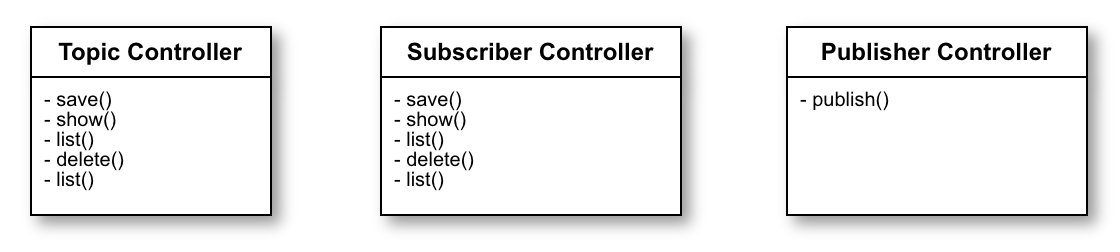 Topic Controller
- save()
- show()
- list()
- delete()
- list()
Subscriber Controller
- save()
- show()
- list()
- delete()
- list()
Publisher Controller
- publish()